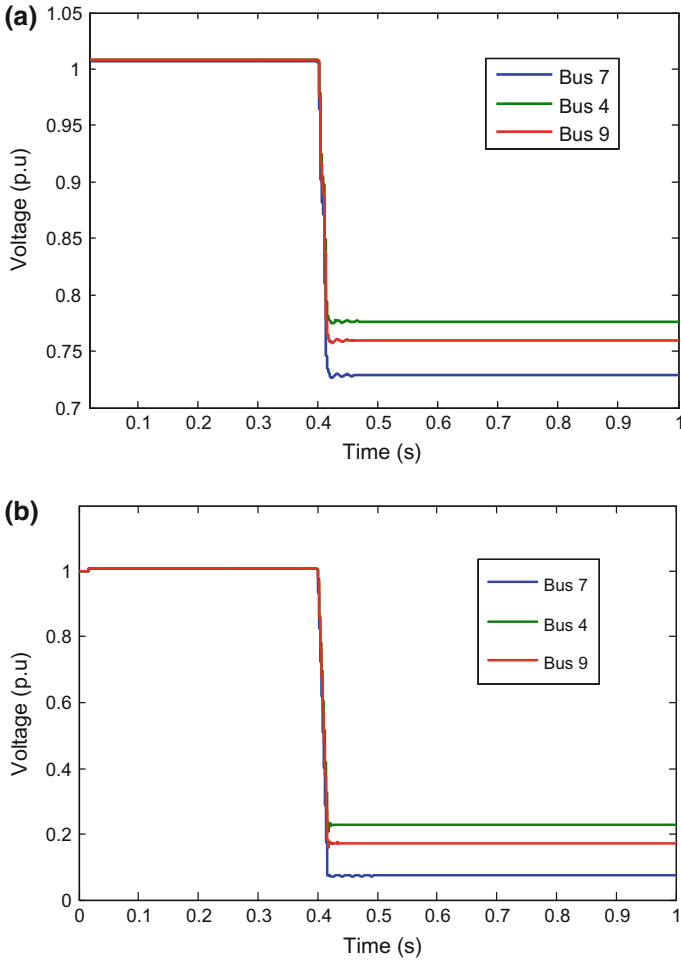 (a)
1.05
1
0.95
0.9
0.85
0.8
0.75
0.7
Voltage (p.u)
Bus 7
Bus 4
Bus 9
0.1 0.2 0.3 0.4 0.5 0.6 0.7 0.8 0.9 1
Time (s)
(b)
1
0.8
0.6
0.4
0.2
0
Voltage (p.u)
Bus 7
Bus 4
Bus 9
0 0.1 0.2 0.3 0.4 0.5 0.6 0.7 0.8 0.9 1
Time (s)